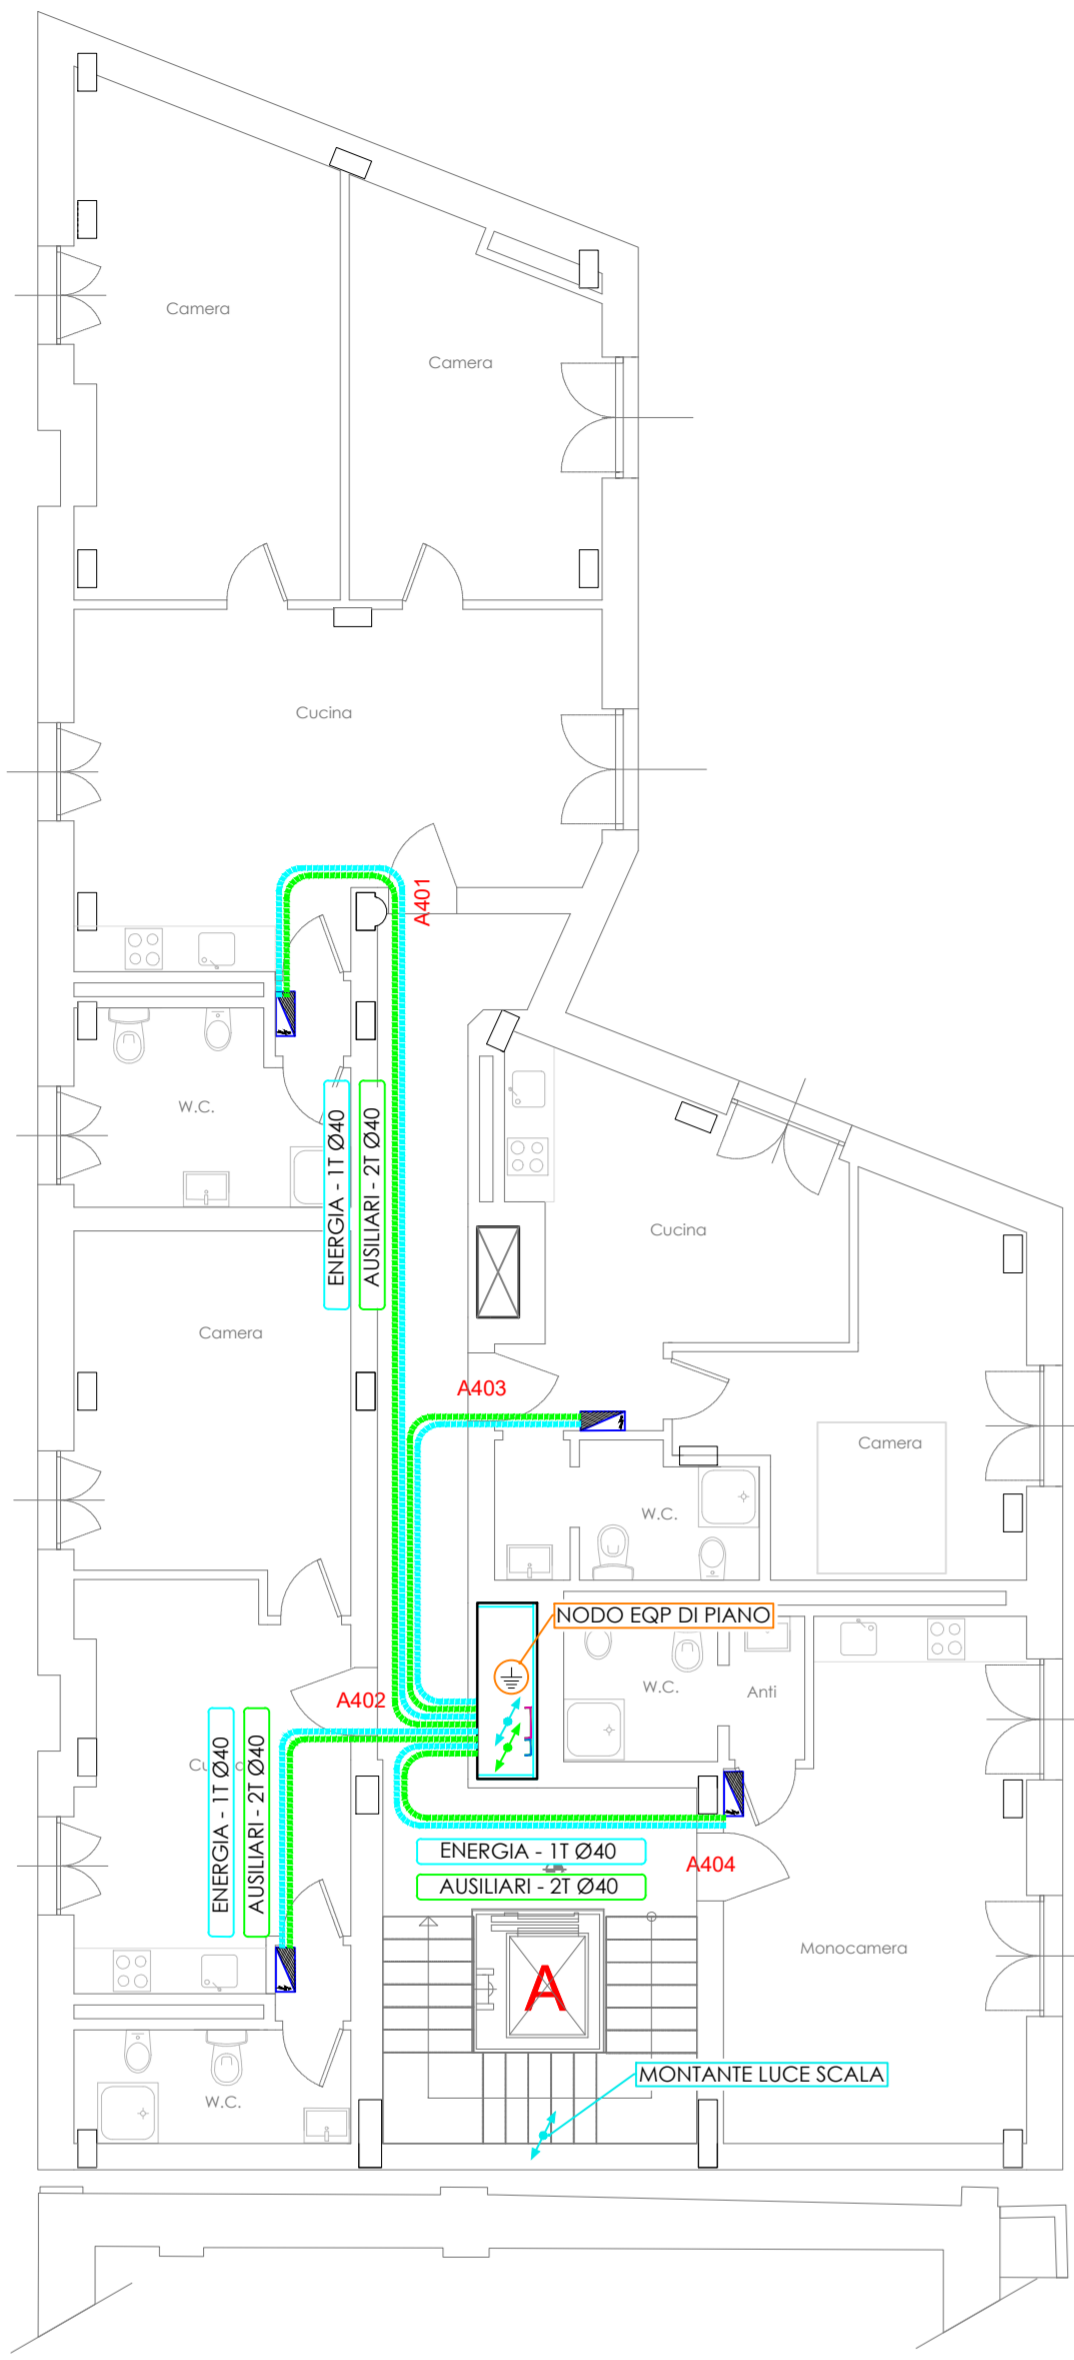 Camera
Camera
Cucina
A401
W.C.
ENERGIA - 1T Ø40
AUSILIARI - 2T Ø40
Cucina
Camera
A403
Camera
W.C.
NODO EQP DI PIANO
A402
W.C.
Anti
ENERGIA - 1T Ø40
AUSILIARI - 2T Ø40
ENERGIA - 1T Ø40
A404
AUSILIARI - 2T Ø40
Monocamera
A
MONTANTE LUCE SCALA
W.C.